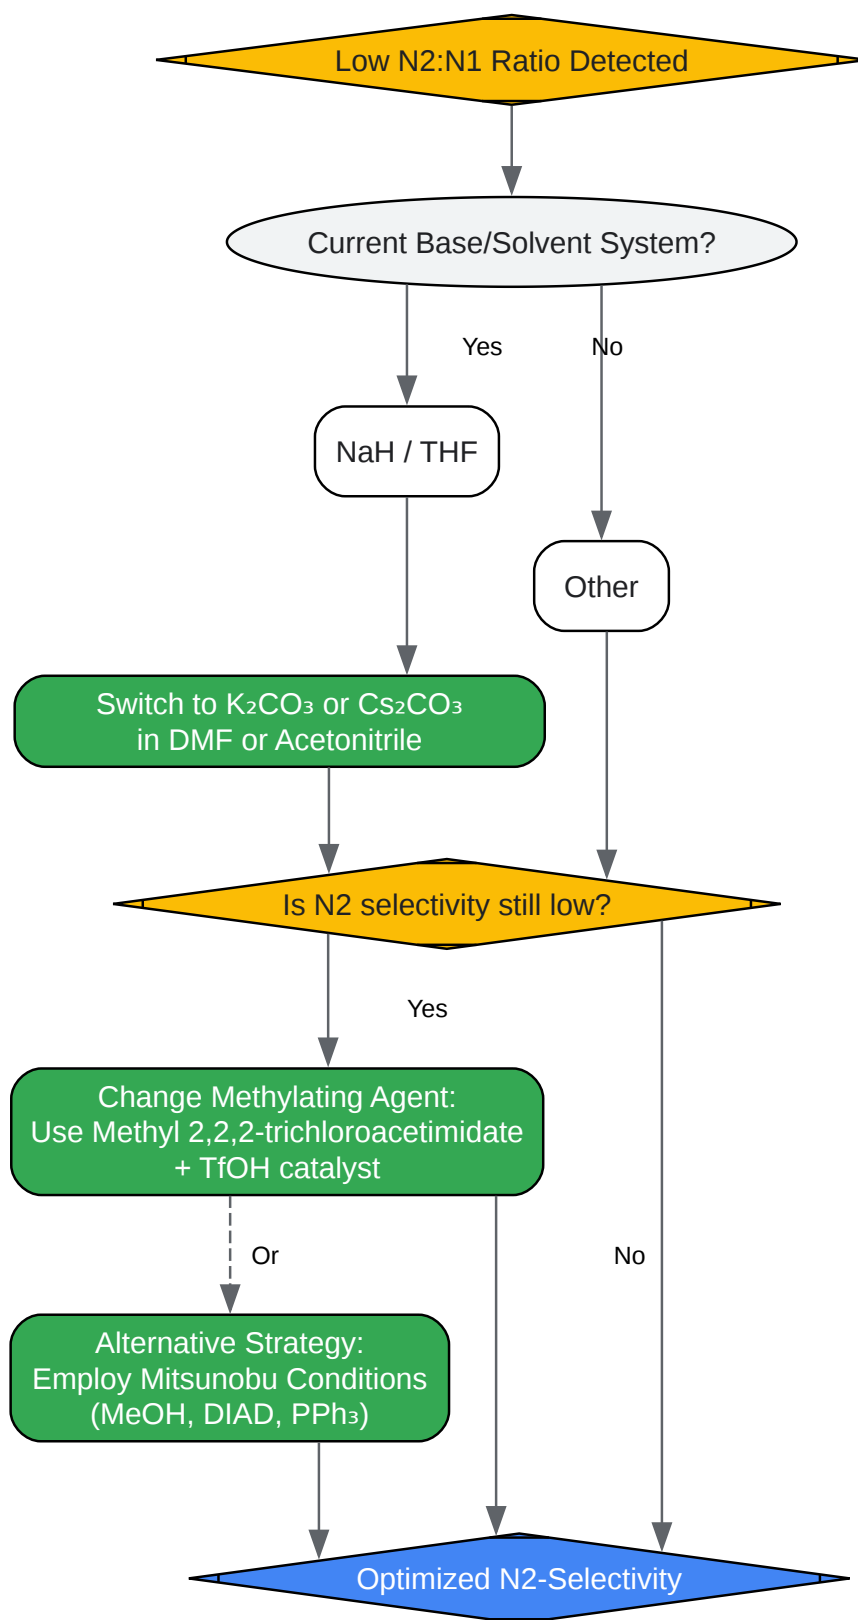 Low N2:N1 Ratio Detected
Current Base/Solvent System?
Yes
No
NaH / THF
Other
Switch to K₂CO₃ or Cs₂CO₃
in DMF or Acetonitrile
Is N2 selectivity still low?
Yes
Change Methylating Agent:
Use Methyl 2,2,2-trichloroacetimidate
+ TfOH catalyst
Or
No
Alternative Strategy:
Employ Mitsunobu Conditions
(MeOH, DIAD, PPh₃)
Optimized N2-Selectivity